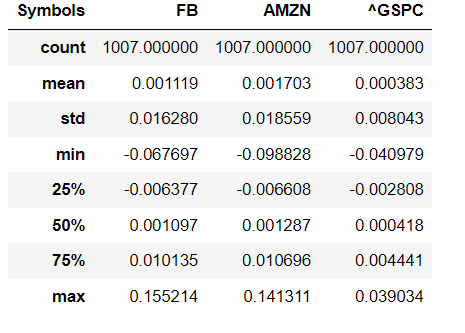 Symbols FB AMZN ^GSPC
count 1007.000000 1007.000000 1007.000000
mean 0.001119 0.001703 0.000383
std 0.016280 0.018559 0.008043
min -0.067697 -0.098828 -0.040979
25% -0.006377 -0.006608 -0.002808
50% 0.001097 0.001287 0.000418
75% 0.010135 0.010696 0.004441
max 0.155214 0.141311 0.039034